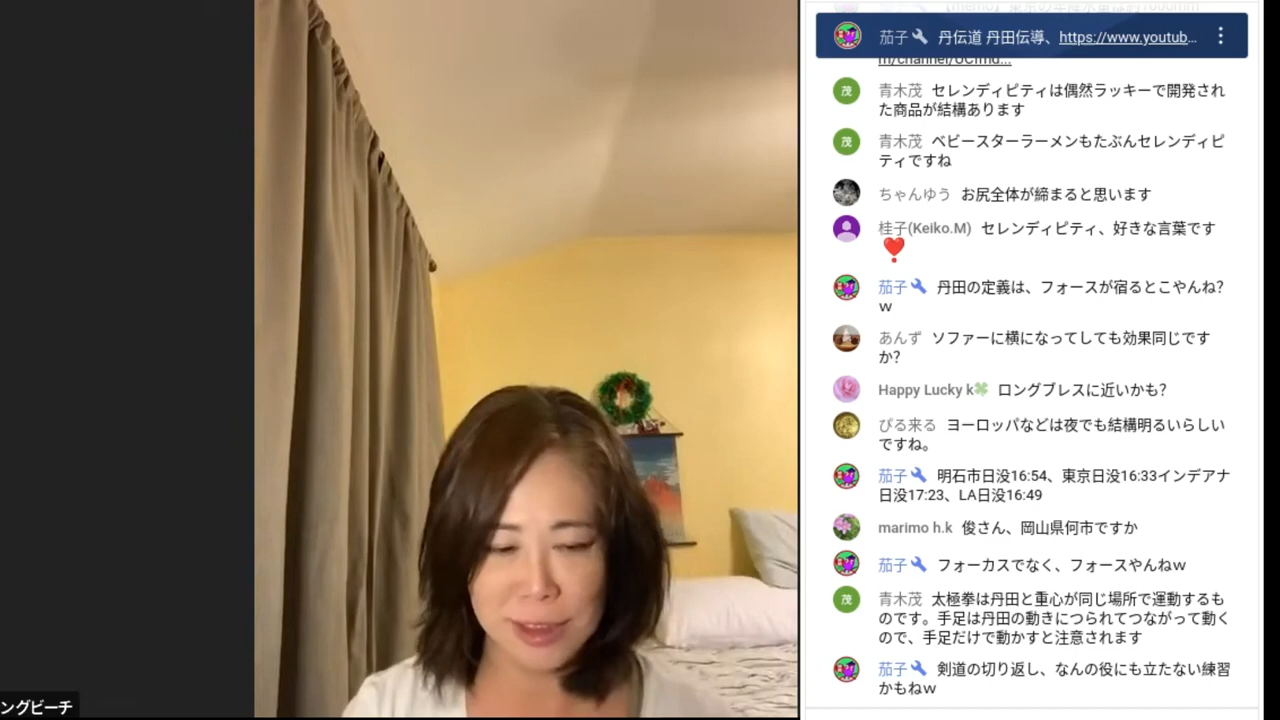 茄子 丹伝道 丹田伝導、https://www.youtub...
m/channel/UCfmd...
青木茂 セレンディピティは偶然ラッキーで開発され
た商品が結構あります
青木茂 ベビースターラーメンもたぶんセレンディピ
ティですね
ちゃんゆう お尻全体が締まると思います
桂子(Keiko.M) セレンディピティ、好きな言葉です
❣️
茄子 丹田の定義は、フォースが宿るとこやんね?
w
あんず ソファーに横になってしても効果同じです
か?
Happy Lucky k🍀 ロングブレスに近いかも?
ぴる来る ヨーロッパなどは夜でも結構明るいらしい
ですね。
茄子 明石市日没16:54、東京日没16:33インデアナ
日没17:23、LA日没16:49
marimo h.k 俊さん、岡山県何市ですか
茄子 フォーカスでなく、フォースやんねw
茂 青木茂 太極拳は丹田と重心が同じ場所で運動するも
のです。手足は丹田の動きにつられてつながって動く
ので、手足だけで動かすと注意されます
茄子 剣道の切り返し、なんの役にも立たない練習
かもねw
ングビーチ